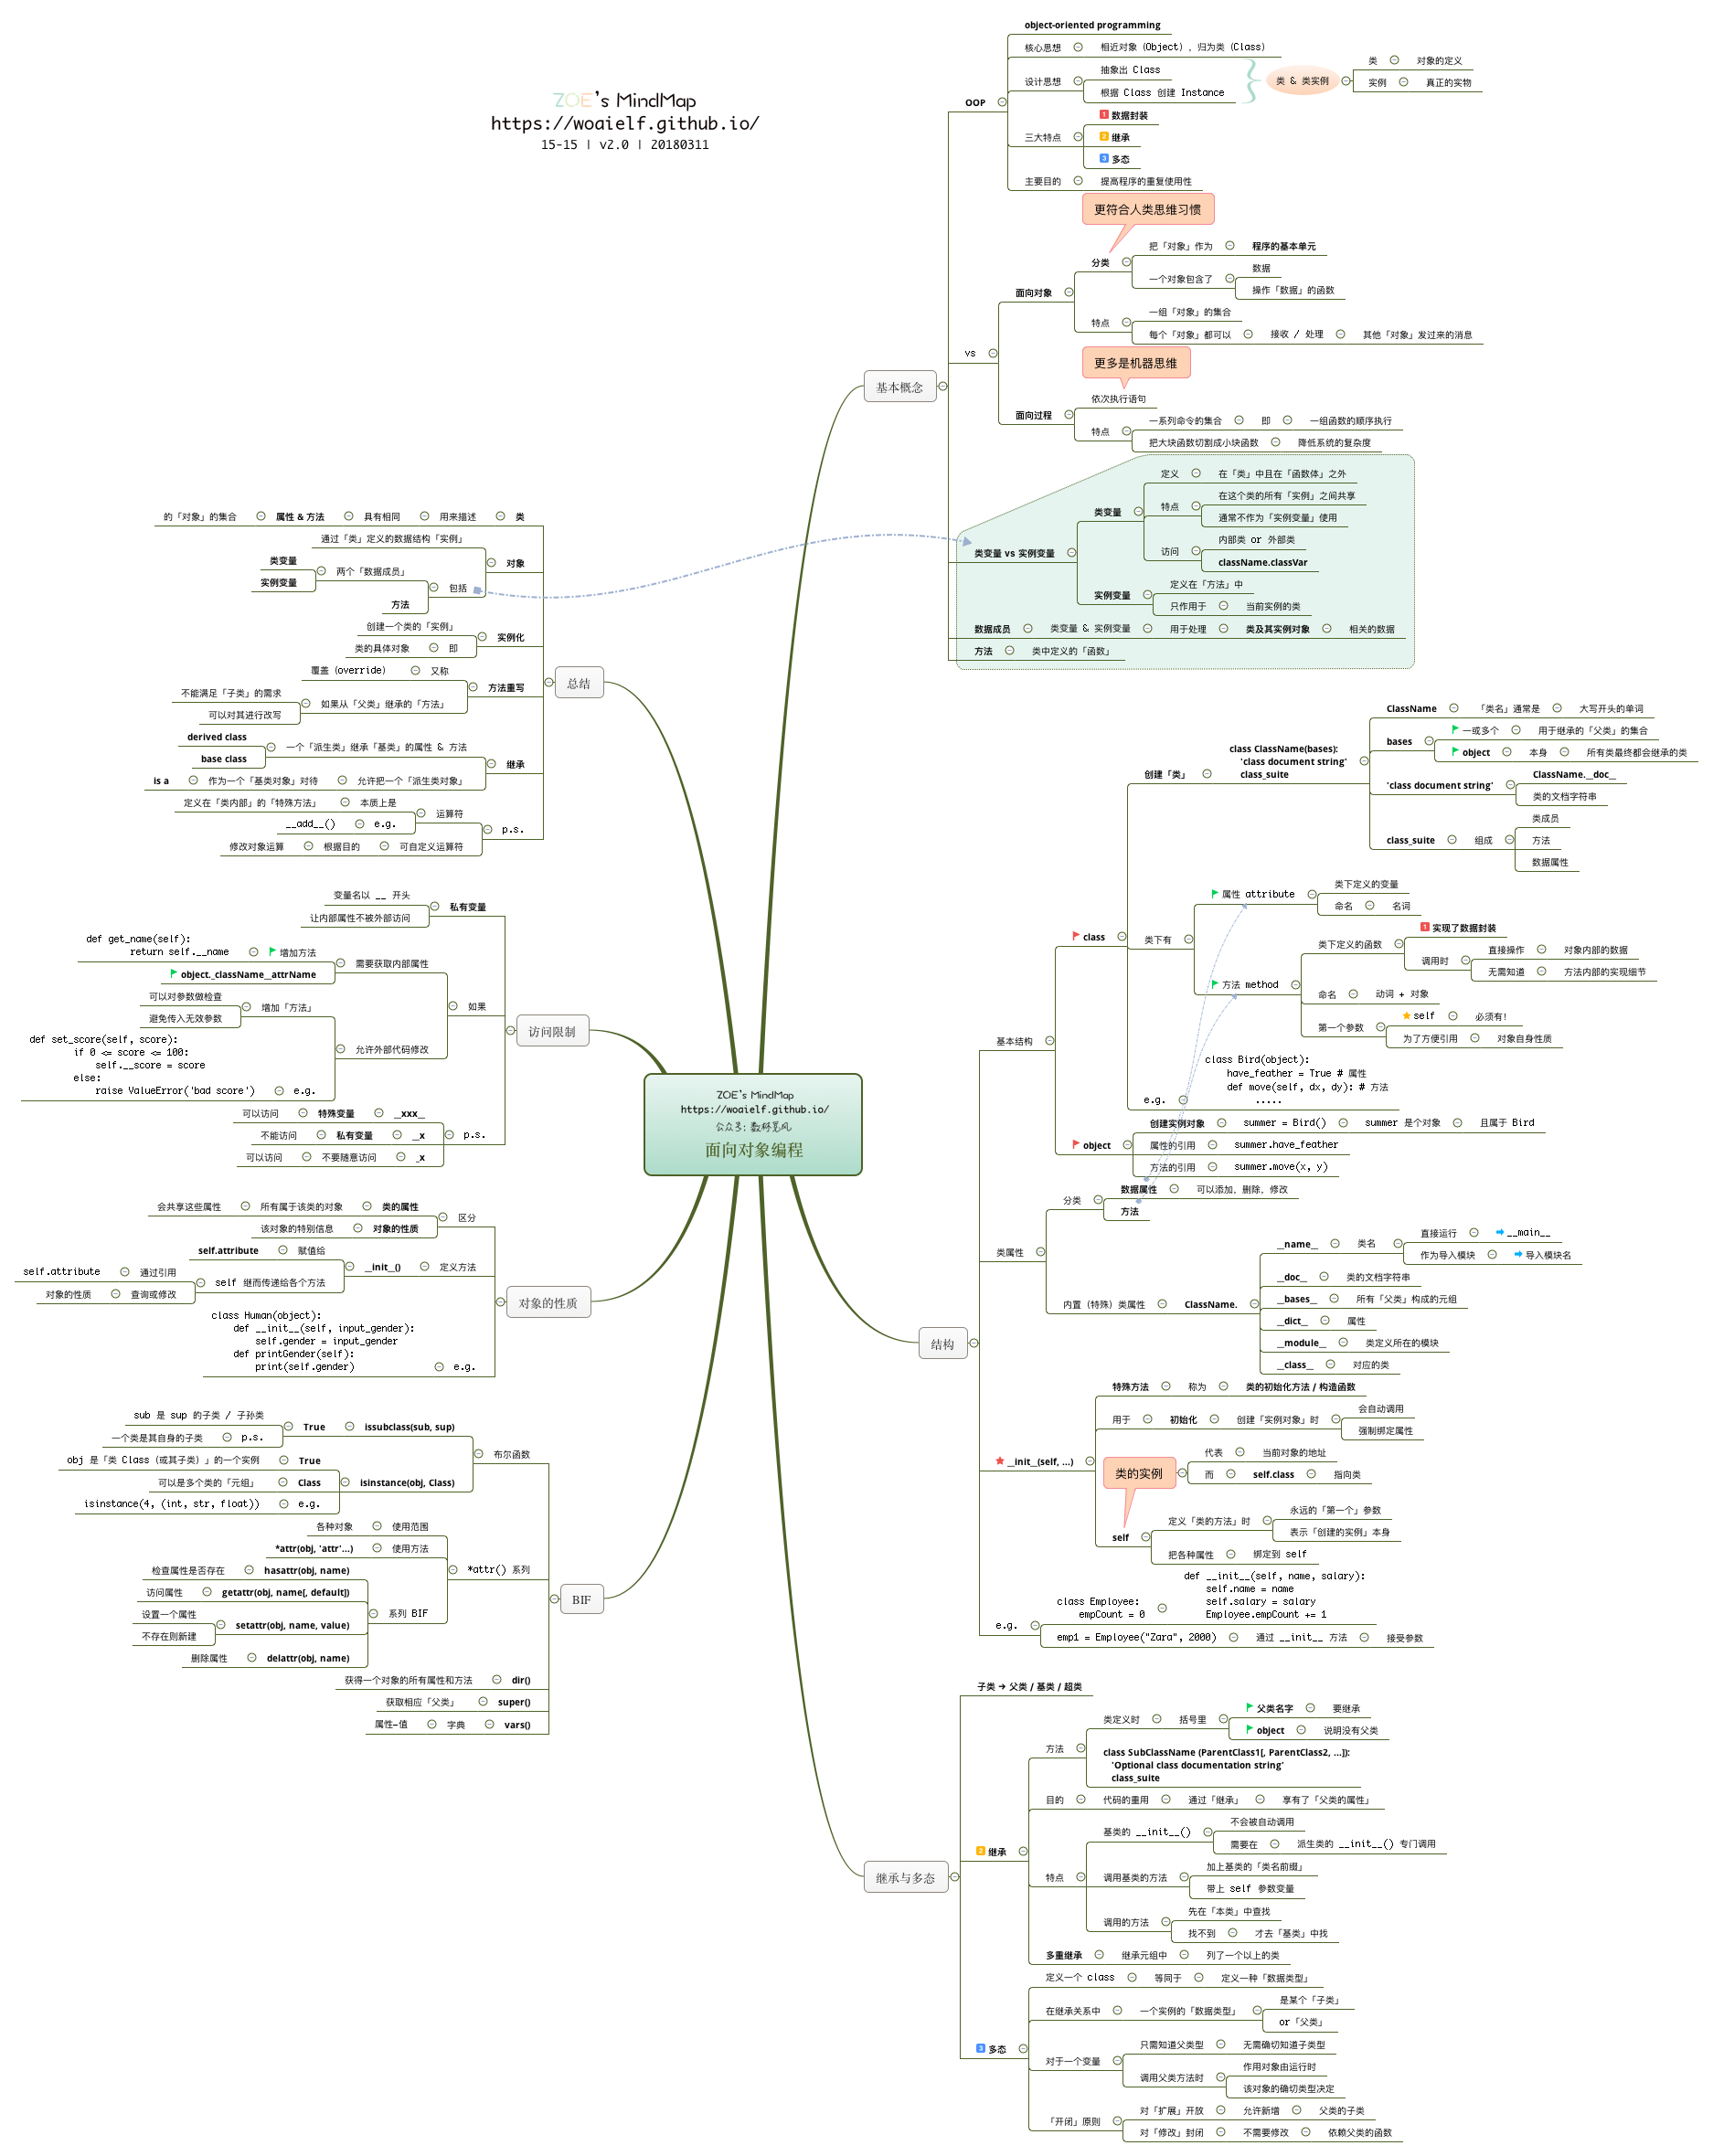 ZOE's MindMap
https://woaielf.github.io/
15-15 | v2.0 | 20180311
ZOE's MindMap
https://woaielf.github.io/
面向对象编程
基本概念
OOP
object-oriented programming
核心思想 相近对象（Object），归为类（Class）
设计思想
抽象出 Class
根据 Class 创建 Instance
类 & 类实例
类 对象的定义
实例 真正的实物
三大特点
1 数据封装
2 继承
3 多态
主要目的 提高程序的重复使用性
vs
面向对象
更符合人类思维习惯
分类
把「对象」作为 程序的基本单元
一个对象包含了
数据
操作「数据」的函数
特点
一组「对象」的集合
每个「对象」都可以 接收 / 处理 其他「对象」发过来的消息
更多是机器思维
面向过程
依次执行语句
特点
一系列命令的集合 即 一组函数的顺序执行
把大块函数切割成小块函数 降低系统的复杂度
类变量 vs 实例变量
类变量
定义 在「类」中且在「函数体」之外
特点
在这个类的所有「实例」之间共享
通常不作为「实例变量」使用
访问
内部类 or 外部类
className.classVar
实例变量
定义在「方法」中
只作用于 当前实例的类
数据成员 类变量 & 实例变量 用于处理 类及其实例对象 相关的数据
方法 类中定义的「函数」
结构
基本结构
class
创建「类」
class ClassName(bases):
'class document string'
class_suite
ClassName 「类名」通常是 大写开头的单词
bases
一或多个 用于继承的「父类」的集合
object 本身 所有类最终都会继承的类
'class document string'
ClassName.__doc__
类的文档字符串
class_suite 组成
类成员
方法
数据属性
类下有
属性 attribute
类下定义的变量
命名 名词
方法 method
类下定义的函数
1 实现了数据封装
调用时
直接操作 对象内部的数据
无需知道 方法内部的实现细节
命名 动词 + 对象
第一个参数
self 必须有！
为了方便引用 对象自身性质
e.g.
class Bird(object):
have_feather = True # 属性
def move(self, dx, dy): # 方法
.....
object
创建实例对象 summer = Bird() summer 是个对象 且属于 Bird
属性的引用 summer.have_feather
方法的引用 summer.move(x, y)
类属性
分类
数据属性 可以添加，删除，修改
方法
内置（特殊）类属性 ClassName.
__name__ 类名
直接运行 __main__
作为导入模块 导入模块名
__doc__ 类的文档字符串
__bases__ 所有「父类」构成的元组
__dict__ 属性
__module__ 类定义所在的模块
__class__ 对应的类
__init__(self, ...)
特殊方法 称为 类的初始化方法 / 构造函数
用于 初始化 创建「实例对象」时
会自动调用
强制绑定属性
类的实例
代表 当前对象的地址
而 self.class 指向类
self
定义「类的方法」时
永远的「第一个」参数
表示「创建的实例」本身
把各种属性 绑定到 self
e.g.
class Employee:
empCount = 0
def __init__(self, name, salary):
self.name = name
self.salary = salary
Employee.empCount += 1
emp1 = Employee("Zara", 2000) 通过 __init__ 方法 接受参数
继承与多态
子类 → 父类 / 基类 / 超类
2 继承
方法
类定义时 括号里
父类名字 要继承
object 说明没有父类
class SubClassName (ParentClass1[, ParentClass2, ...]):
'Optional class documentation string'
class_suite
目的 代码的重用 通过「继承」 享有了「父类的属性」
特点
基类的 __init__()
不会被自动调用
需要在 派生类的 __init__() 专门调用
调用基类的方法
加上基类的「类名前缀」
带上 self 参数变量
调用的方法
先在「本类」中查找
找不到 才去「基类」中找
多重继承 继承元组中 列了一个以上的类
3 多态
定义一个 class 等同于 定义一种「数据类型」
在继承关系中 一个实例的「数据类型」
是某个「子类」
or「父类」
对于一个变量
只需知道父类型 无需确切知道子类型
调用父类方法时
作用对象由运行时
该对象的确切类型决定
「开闭」原则
对「扩展」开放 允许新增 父类的子类
对「修改」封闭 不需要修改 依赖父类的函数
总结
的「对象」的集合 属性 & 方法 具有相同 用来描述 类
对象
通过「类」定义的数据结构「实例」
包括
两个「数据成员」
类变量
实例变量
方法
实例化
创建一个类的「实例」
类的具体对象 即
方法重写
覆盖（override） 又称
如果从「父类」继承的「方法」
不能满足「子类」的需求
可以对其进行改写
继承
一个「派生类」继承「基类」的属性 & 方法
derived class
base class
is a 作为一个「基类对象」对待 允许把一个「派生类对象」
p.s.
运算符
定义在「类内部」的「特殊方法」 本质上是
__add__() e.g.
修改对象运算 根据目的 可自定义运算符
访问限制
私有变量
变量名以 __ 开头
让内部属性不被外部访问
如果
需要获取内部属性
def get_name(self):
return self.__name
增加方法
object._className__attrName
允许外部代码修改
增加「方法」
可以对参数做检查
避免传入无效参数
def set_score(self, score):
if 0 <= score <= 100:
self.__score = score
else:
raise ValueError('bad score') e.g.
p.s.
可以访问 特殊变量 __xxx__
不能访问 私有变量 __x
可以访问 不要随意访问 _x
对象的性质
区分
会共享这些属性 所有属于该类的对象 类的属性
该对象的特别信息 对象的性质
定义方法
__init__()
self.attribute 赋值给
self 继而传递给各个方法
self.attribute 通过引用
对象的性质 查询或修改
class Human(object):
def __init__(self, input_gender):
self.gender = input_gender
def printGender(self):
print(self.gender) e.g.
BIF
布尔函数
issubclass(sub, sup)
True
sub 是 sup 的子类 / 子孙类
一个类是其自身的子类 p.s.
isinstance(obj, Class)
obj 是「类 Class（或其子类）」的一个实例 True
可以是多个类的「元组」 Class
isinstance(4, (int, str, float)) e.g.
*attr() 系列
各种对象 使用范围
*attr(obj, 'attr'...) 使用方法
系列 BIF
检查属性是否存在 hasattr(obj, name)
访问属性 getattr(obj, name[, default])
setattr(obj, name, value)
设置一个属性
不存在则新建
删除属性 delattr(obj, name)
获得一个对象的所有属性和方法 dir()
获取相应「父类」 super()
属性-值 字典 vars()